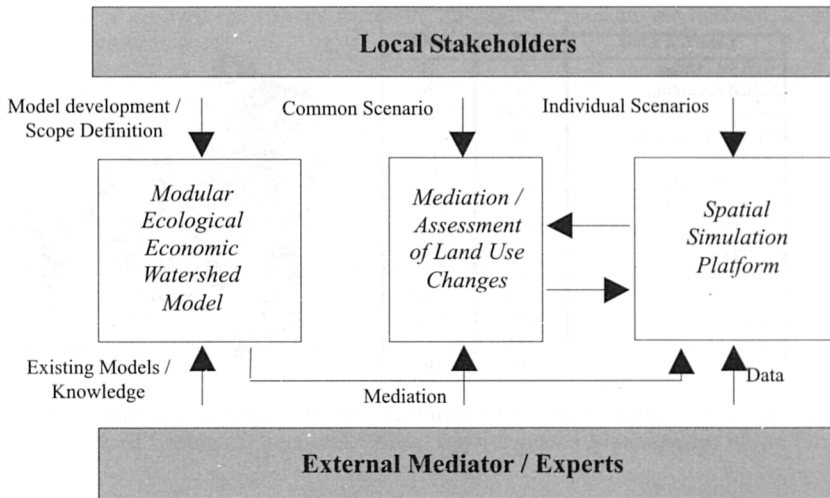 Local Stakeholders
Model development /
Scope Definition
Common Scenario
Individual Scenarios
Modular
Ecological
Economic
Watershed
Model
Mediation /
Assessment
of Land Use
Changes
Spatial
Simulation
Platform
Existing Models /
Knowledge
Mediation
Data
External Mediator / Experts